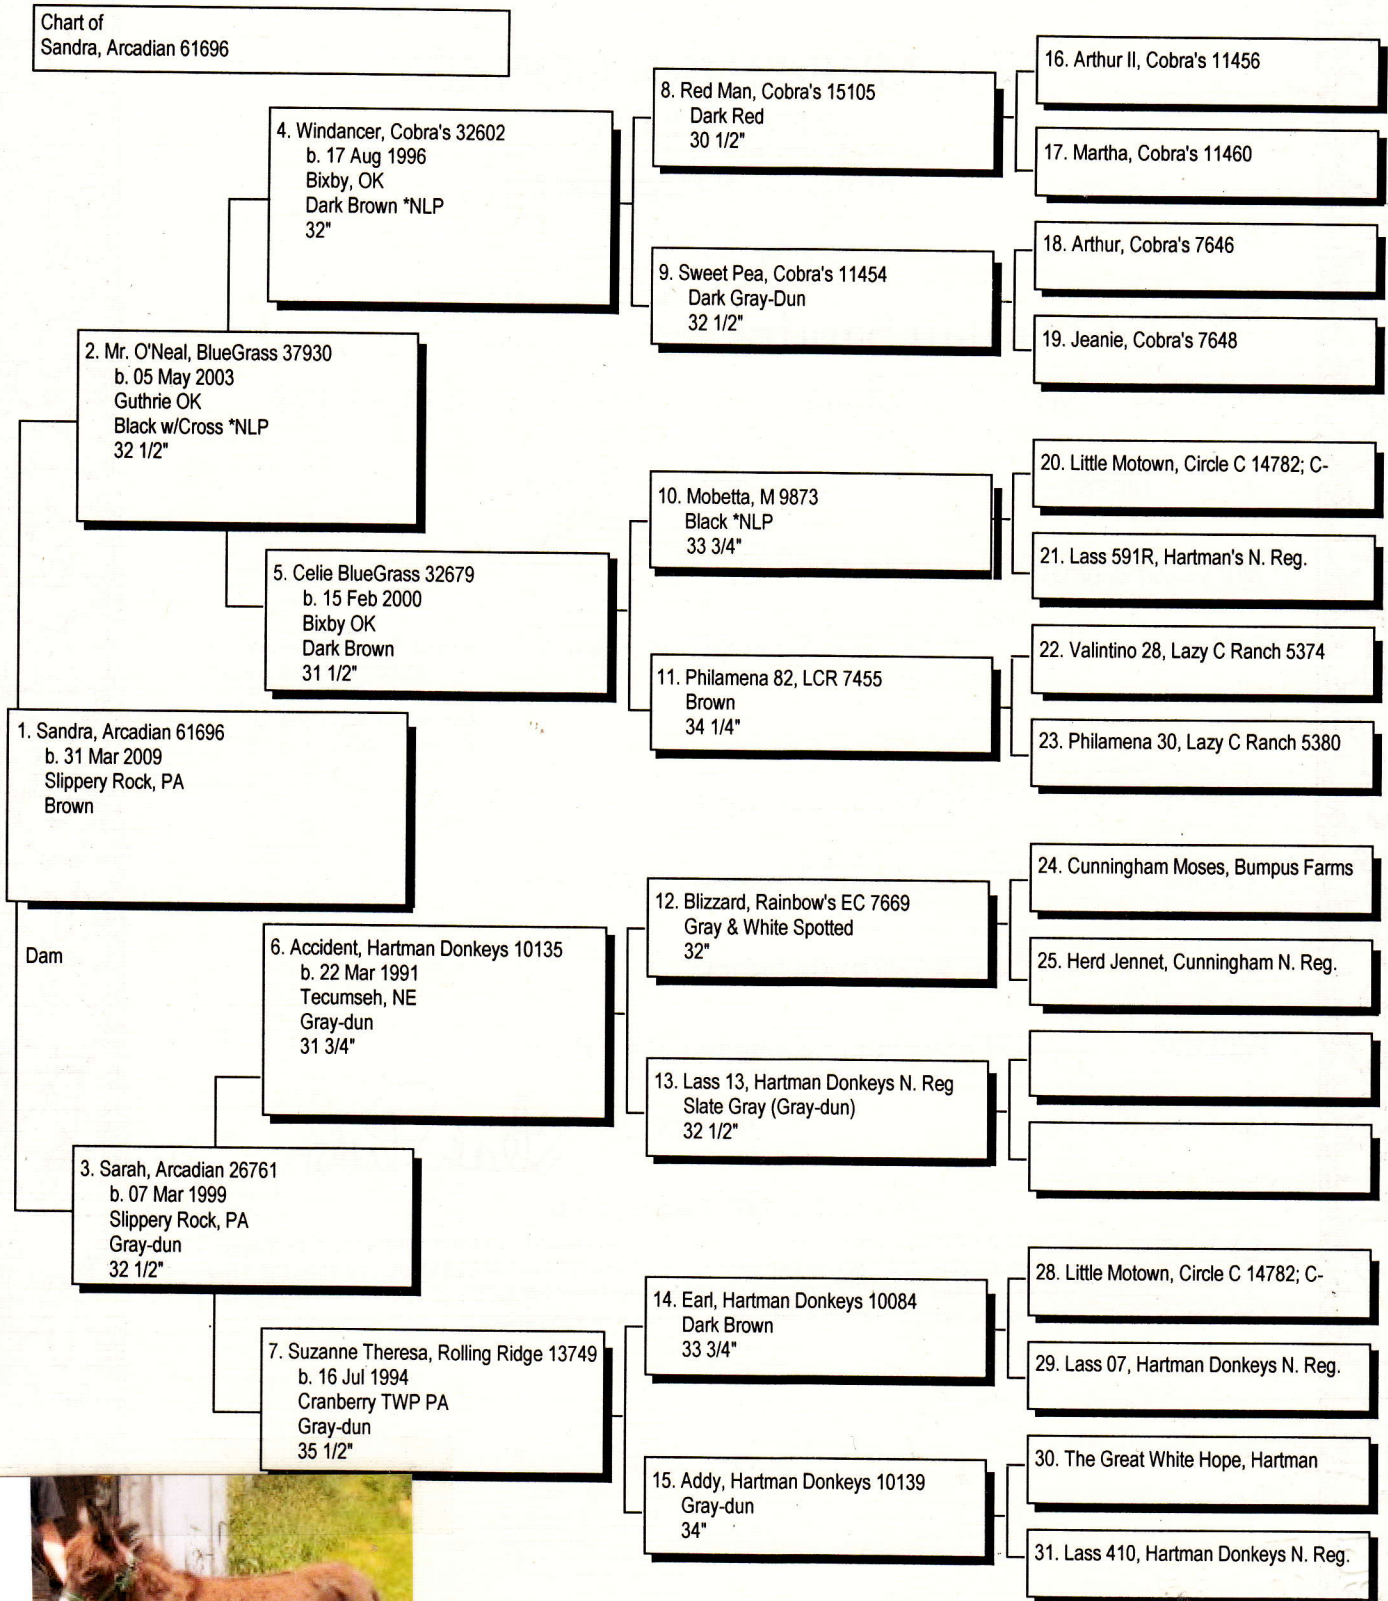 Chart of
Sandra, Arcadian 61696
1. Sandra, Arcadian 61696
b. 31 Mar 2009
Slippery Rock, PA
Brown
Dam
2. Mr. O'Neal, BlueGrass 37930
b. 05 May 2003
Guthrie OK
Black w/Cross *NLP
32 1/2"
3. Sarah, Arcadian 26761
b. 07 Mar 1999
Slippery Rock, PA
Gray-dun
32 1/2"
4. Windancer, Cobra's 32602
b. 17 Aug 1996
Bixby, OK
Dark Brown *NLP
32"
5. Celie BlueGrass 32679
b. 15 Feb 2000
Bixby OK
Dark Brown
31 1/2"
6. Accident, Hartman Donkeys 10135
b. 22 Mar 1991
Tecumseh, NE
Gray-dun
31 3/4"
7. Suzanne Theresa, Rolling Ridge 13749
b. 16 Jul 1994
Cranberry TWP PA
Gray-dun
35 1/2"
8. Red Man, Cobra's 15105
Dark Red
30 1/2"
9. Sweet Pea, Cobra's 11454
Dark Gray-Dun
32 1/2"
10. Mobetta, M 9873
Black *NLP
33 3/4"
11. Philamena 82, LCR 7455
Brown
34 1/4"
12. Blizzard, Rainbow's EC 7669
Gray & White Spotted
32"
13. Lass 13, Hartman Donkeys N. Reg
Slate Gray (Gray-dun)
32 1/2"
14. Earl, Hartman Donkeys 10084
Dark Brown
33 3/4"
15. Addy, Hartman Donkeys 10139
Gray-dun
34"
16. Arthur II, Cobra's 11456
17. Martha, Cobra's 11460
18. Arthur, Cobra's 7646
19. Jeanie, Cobra's 7648
20. Little Motown, Circle C 14782; C-
21. Lass 591R, Hartman's N. Reg.
22. Valintino 28, Lazy C Ranch 5374
23. Philamena 30, Lazy C Ranch 5380
24. Cunningham Moses, Bumpus Farms
25. Herd Jennet, Cunningham N. Reg.
28. Little Motown, Circle C 14782; C-
29. Lass 07, Hartman Donkeys N. Reg.
30. The Great White Hope, Hartman
31. Lass 410, Hartman Donkeys N. Reg.